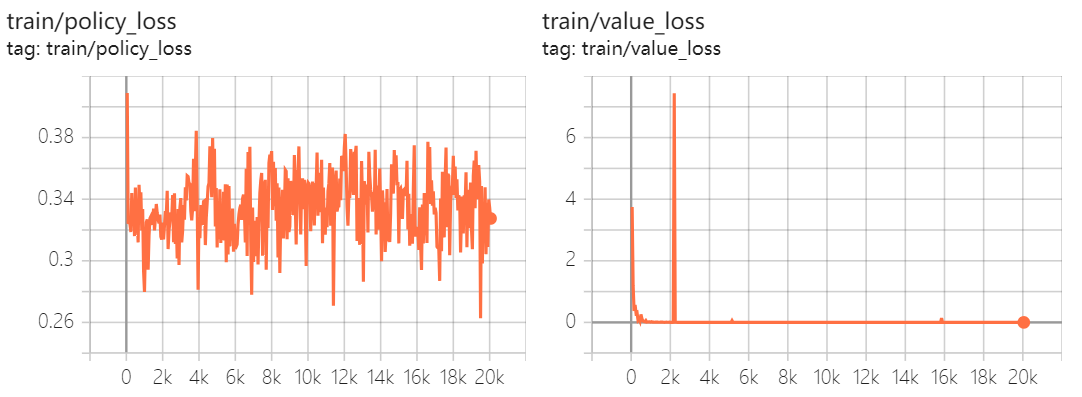 train/policy_loss
tag: train/policy_loss
0.38
0.34
0.3
0.26
0 2k 4k 6k 8k 10k 12k 14k 16k 18k 20k
train/value_loss
tag: train/value_loss
6
4
2
0
0 2k 4k 6k 8k 10k 12k 14k 16k 18k 20k